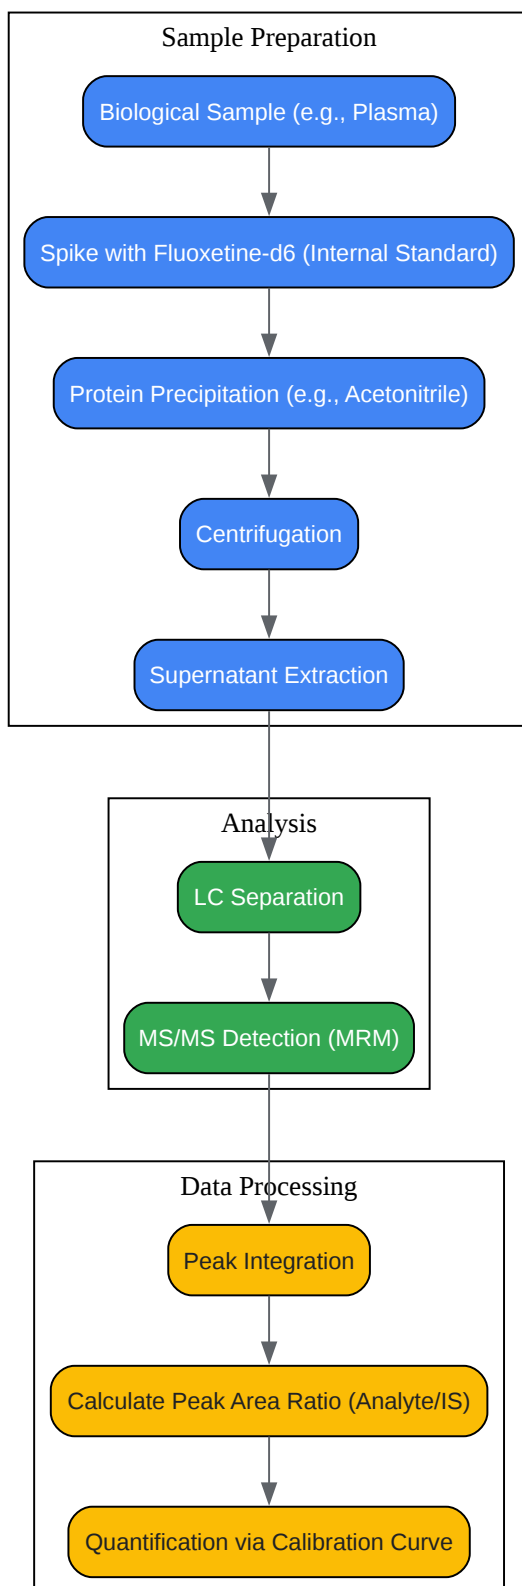 Sample Preparation
Biological Sample (e.g., Plasma)
Spike with Fluoxetine-d6 (Internal Standard)
Protein Precipitation (e.g., Acetonitrile)
Centrifugation
Supernatant Extraction
Analysis
LC Separation
MS/MS Detection (MRM)
Data Processing
Peak Integration
Calculate Peak Area Ratio (Analyte/IS)
Quantification via Calibration Curve